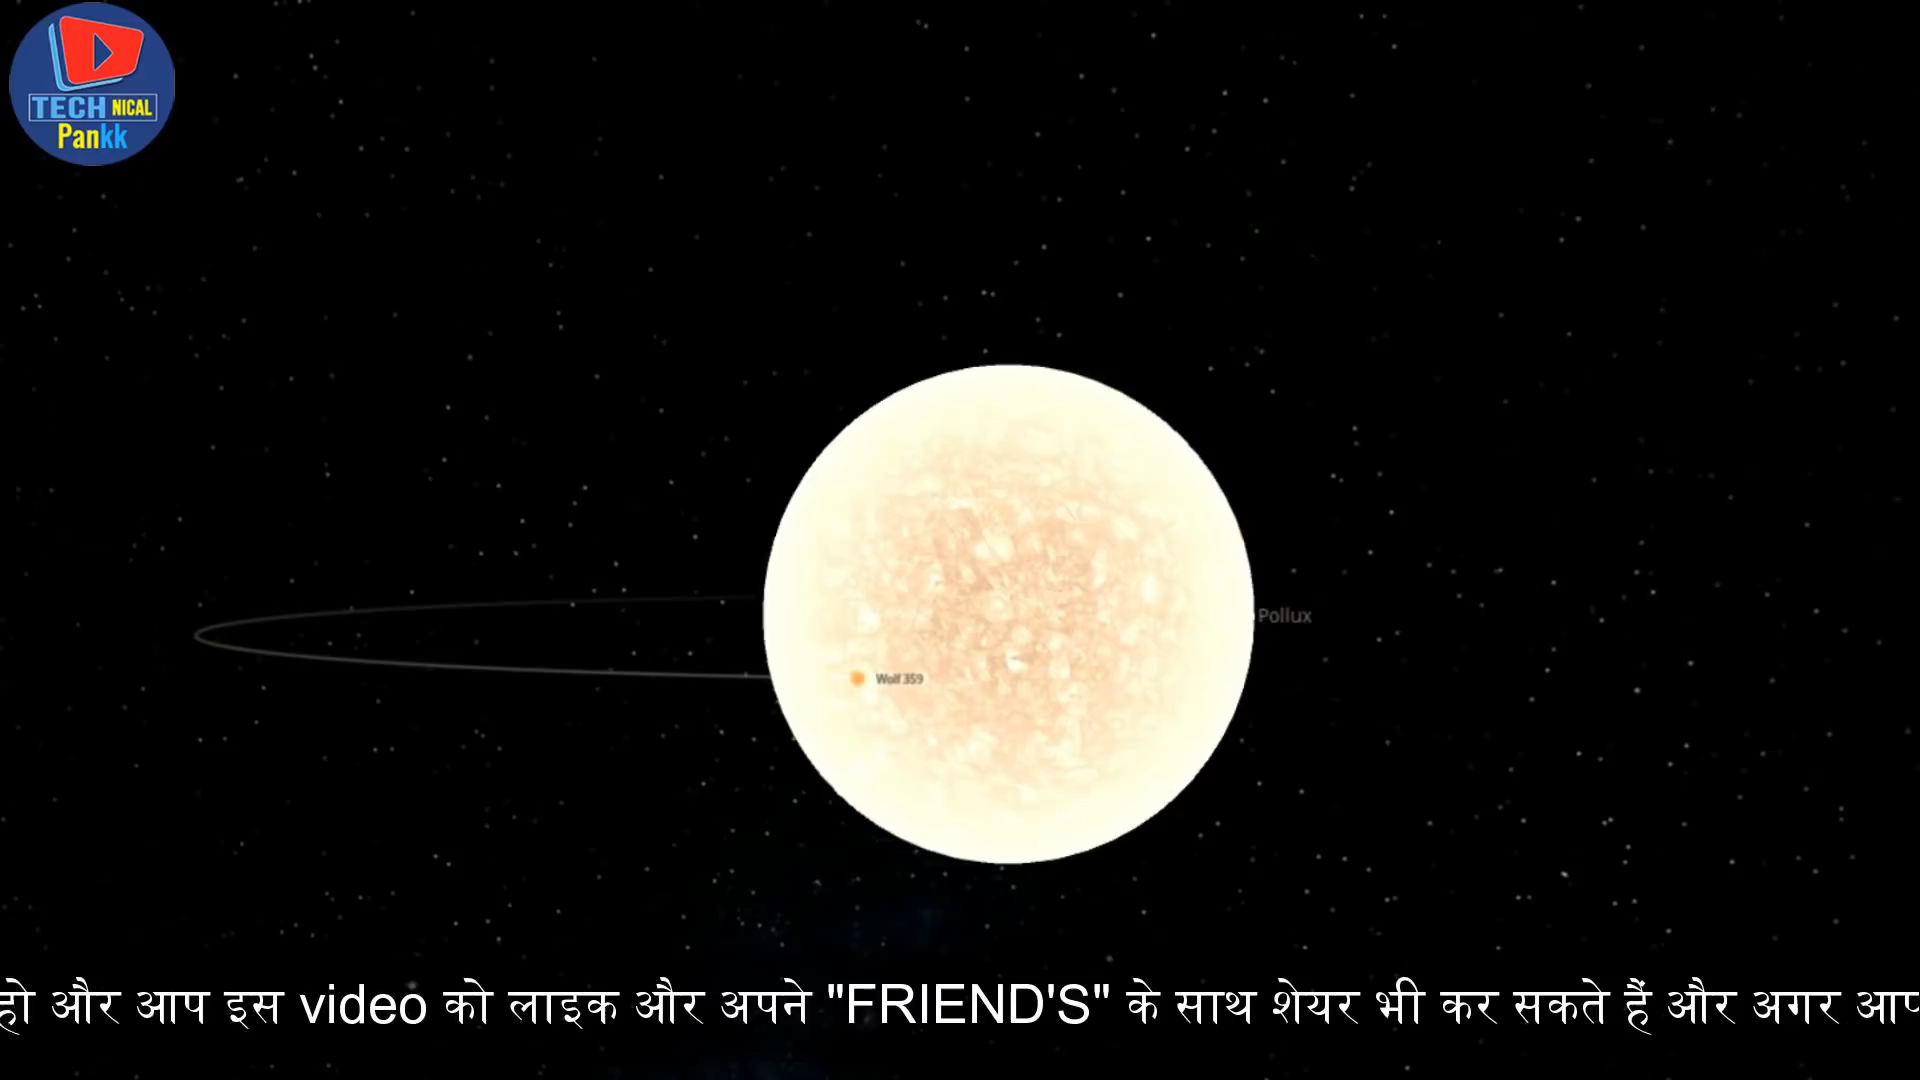 TECH NICAL
Pankk
Pollux
Wolf 359
हो और आप इस video को लाइक और अपने "FRIEND'S" के साथ शेयर भी कर सकते हैं और अगर आप